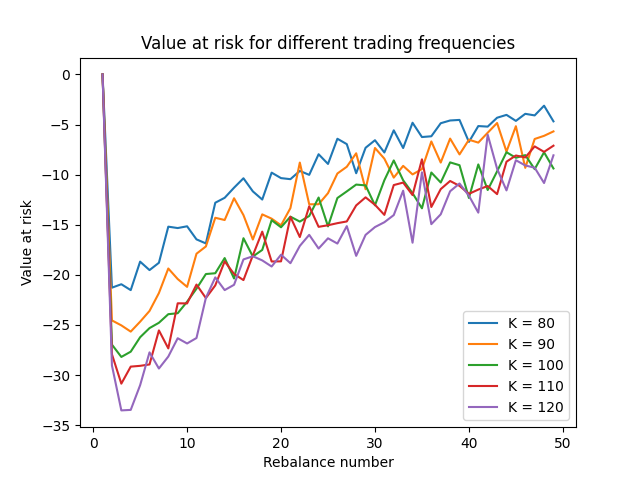 Value at risk for different trading frequencies
Value at risk
0
−5
−10
−15
−20
−25
−30
−35
0
10
20
30
40
50
Rebalance number
K = 80
K = 90
K = 100
K = 110
K = 120